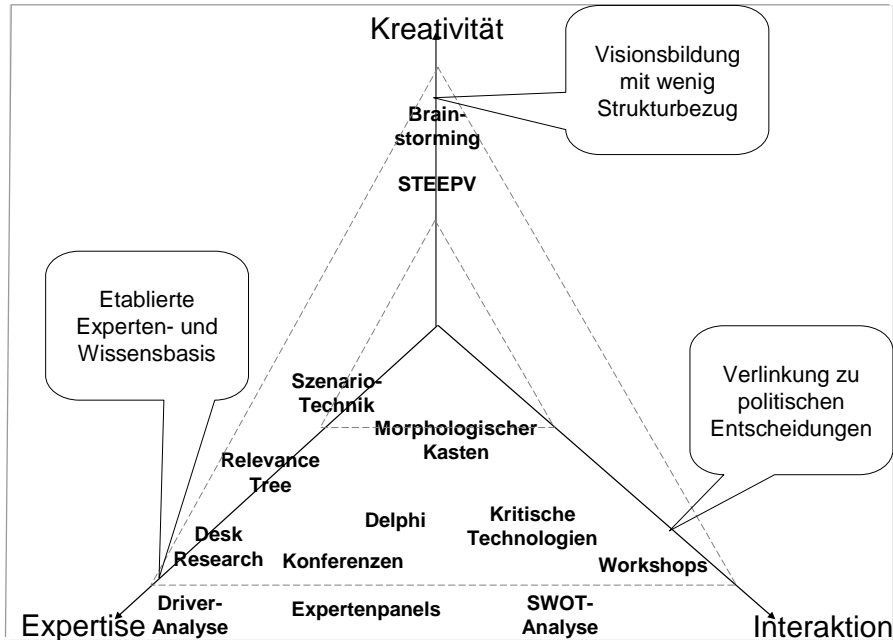 Kreativität
Visionsbildung
mit wenig
Strukturbezug
Brain-
storming
STEEPV
Etablierte
Experten- und
Wissensbasis
Szenario-
Technik
Morphologischer
Kasten
Verlinkung zu
politischen
Entscheidungen
Relevance
Tree
Delphi
Kritische
Technologien
Desk
Research
Konferenzen
Workshops
Expertise
Driver-
Analyse
Expertenpanels
SWOT-
Analyse
Interaktion